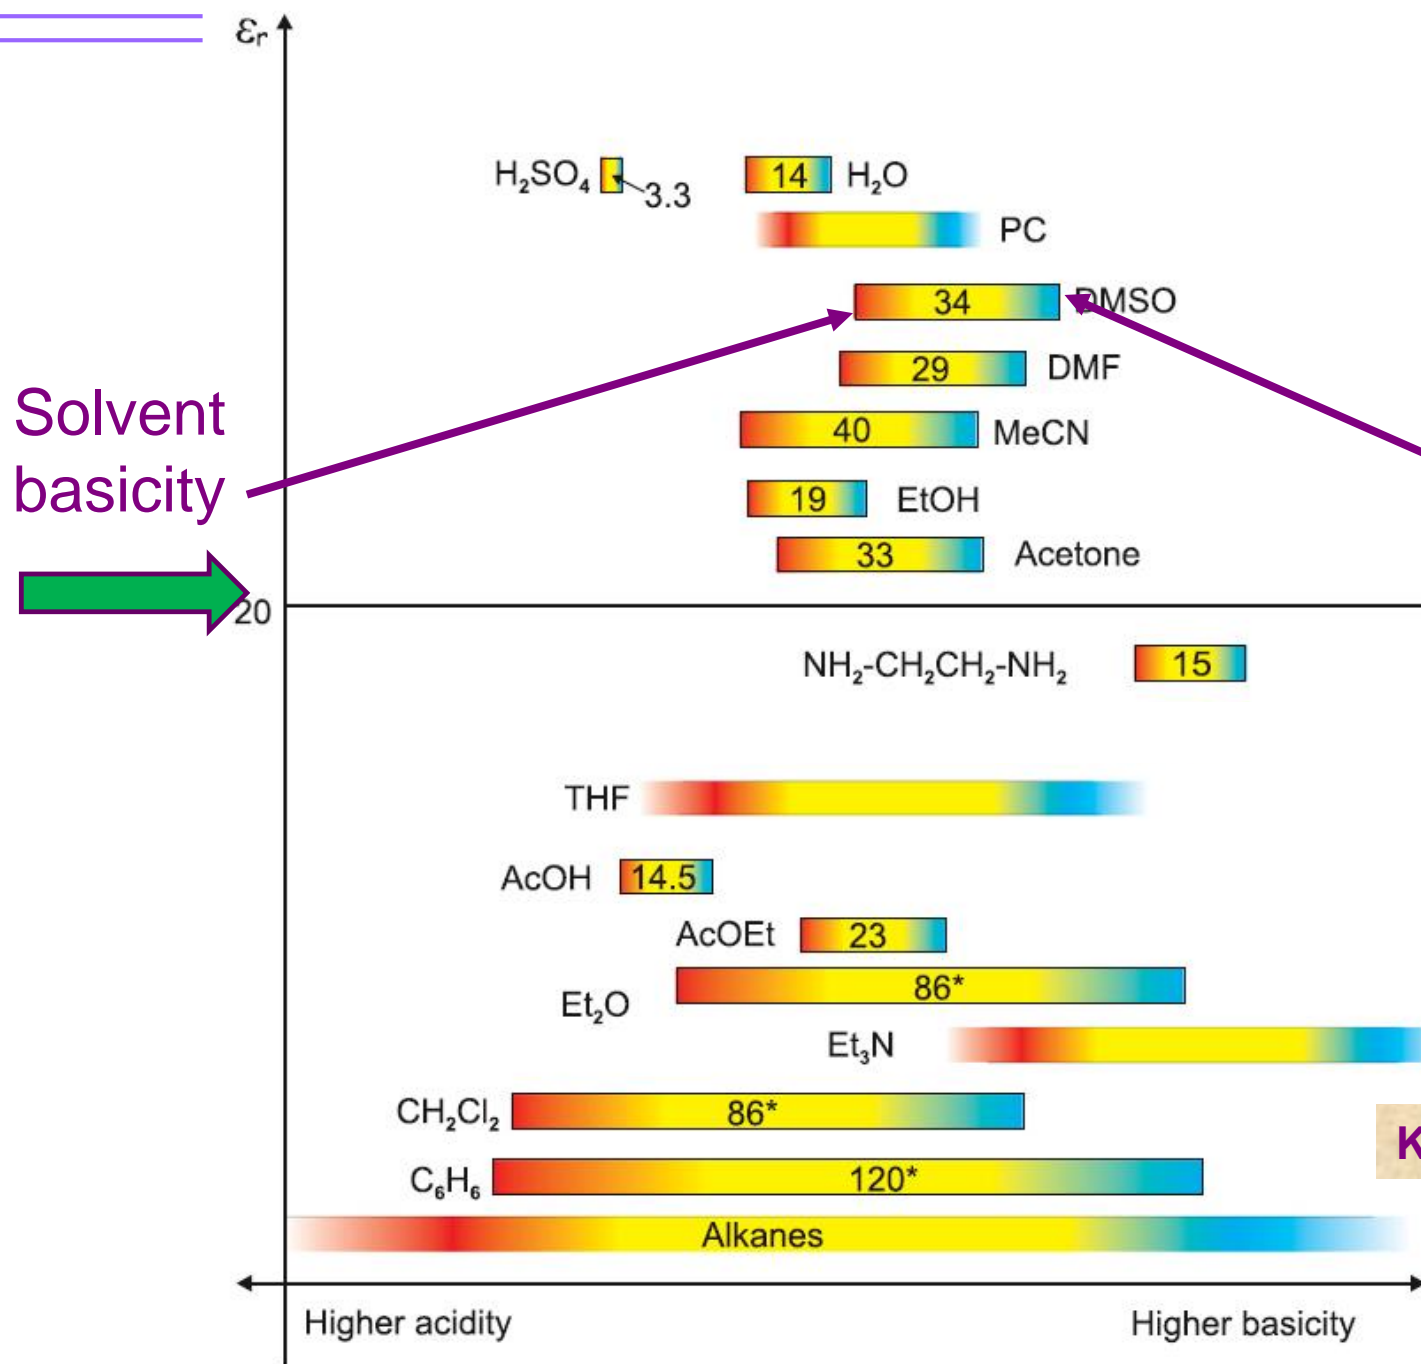 εᵣ
H₂SO₄ 3.3 14 H₂O
PC
34 DMSO
29 DMF
Solvent
basicity
40 MeCN
19 EtOH
33 Acetone
20
NH₂-CH₂CH₂-NH₂ 15
THF
AcOH 14.5
AcOEt 23
Et₂O 86*
Et₃N
CH₂Cl₂ 86*
K
C₆H₆ 120*
Alkanes
Higher acidity Higher basicity